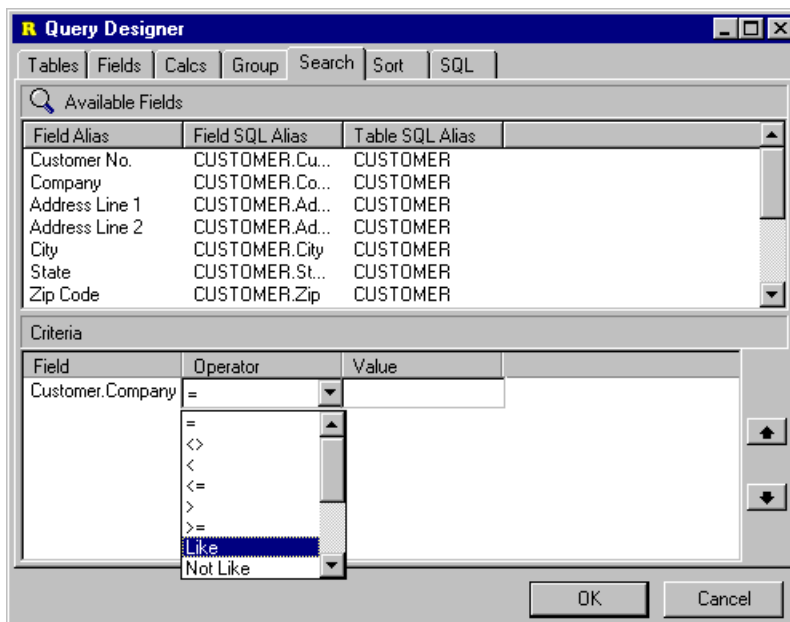 R Query Designer
Tables Fields Calcs Group Search Sort SQL
Available Fields
Field Alias Field SQL Alias Table SQL Alias
Customer No. CUSTOMER.Cu... CUSTOMER
Company CUSTOMER.Co... CUSTOMER
Address Line 1 CUSTOMER.Ad... CUSTOMER
Address Line 2 CUSTOMER.Ad... CUSTOMER
City CUSTOMER.City CUSTOMER
State CUSTOMER.St... CUSTOMER
Zip Code CUSTOMER.Zip CUSTOMER
Criteria
Field Operator Value
Customer.Company =
=
<>
<
<=
>
>=
Like
Not Like
OK Cancel